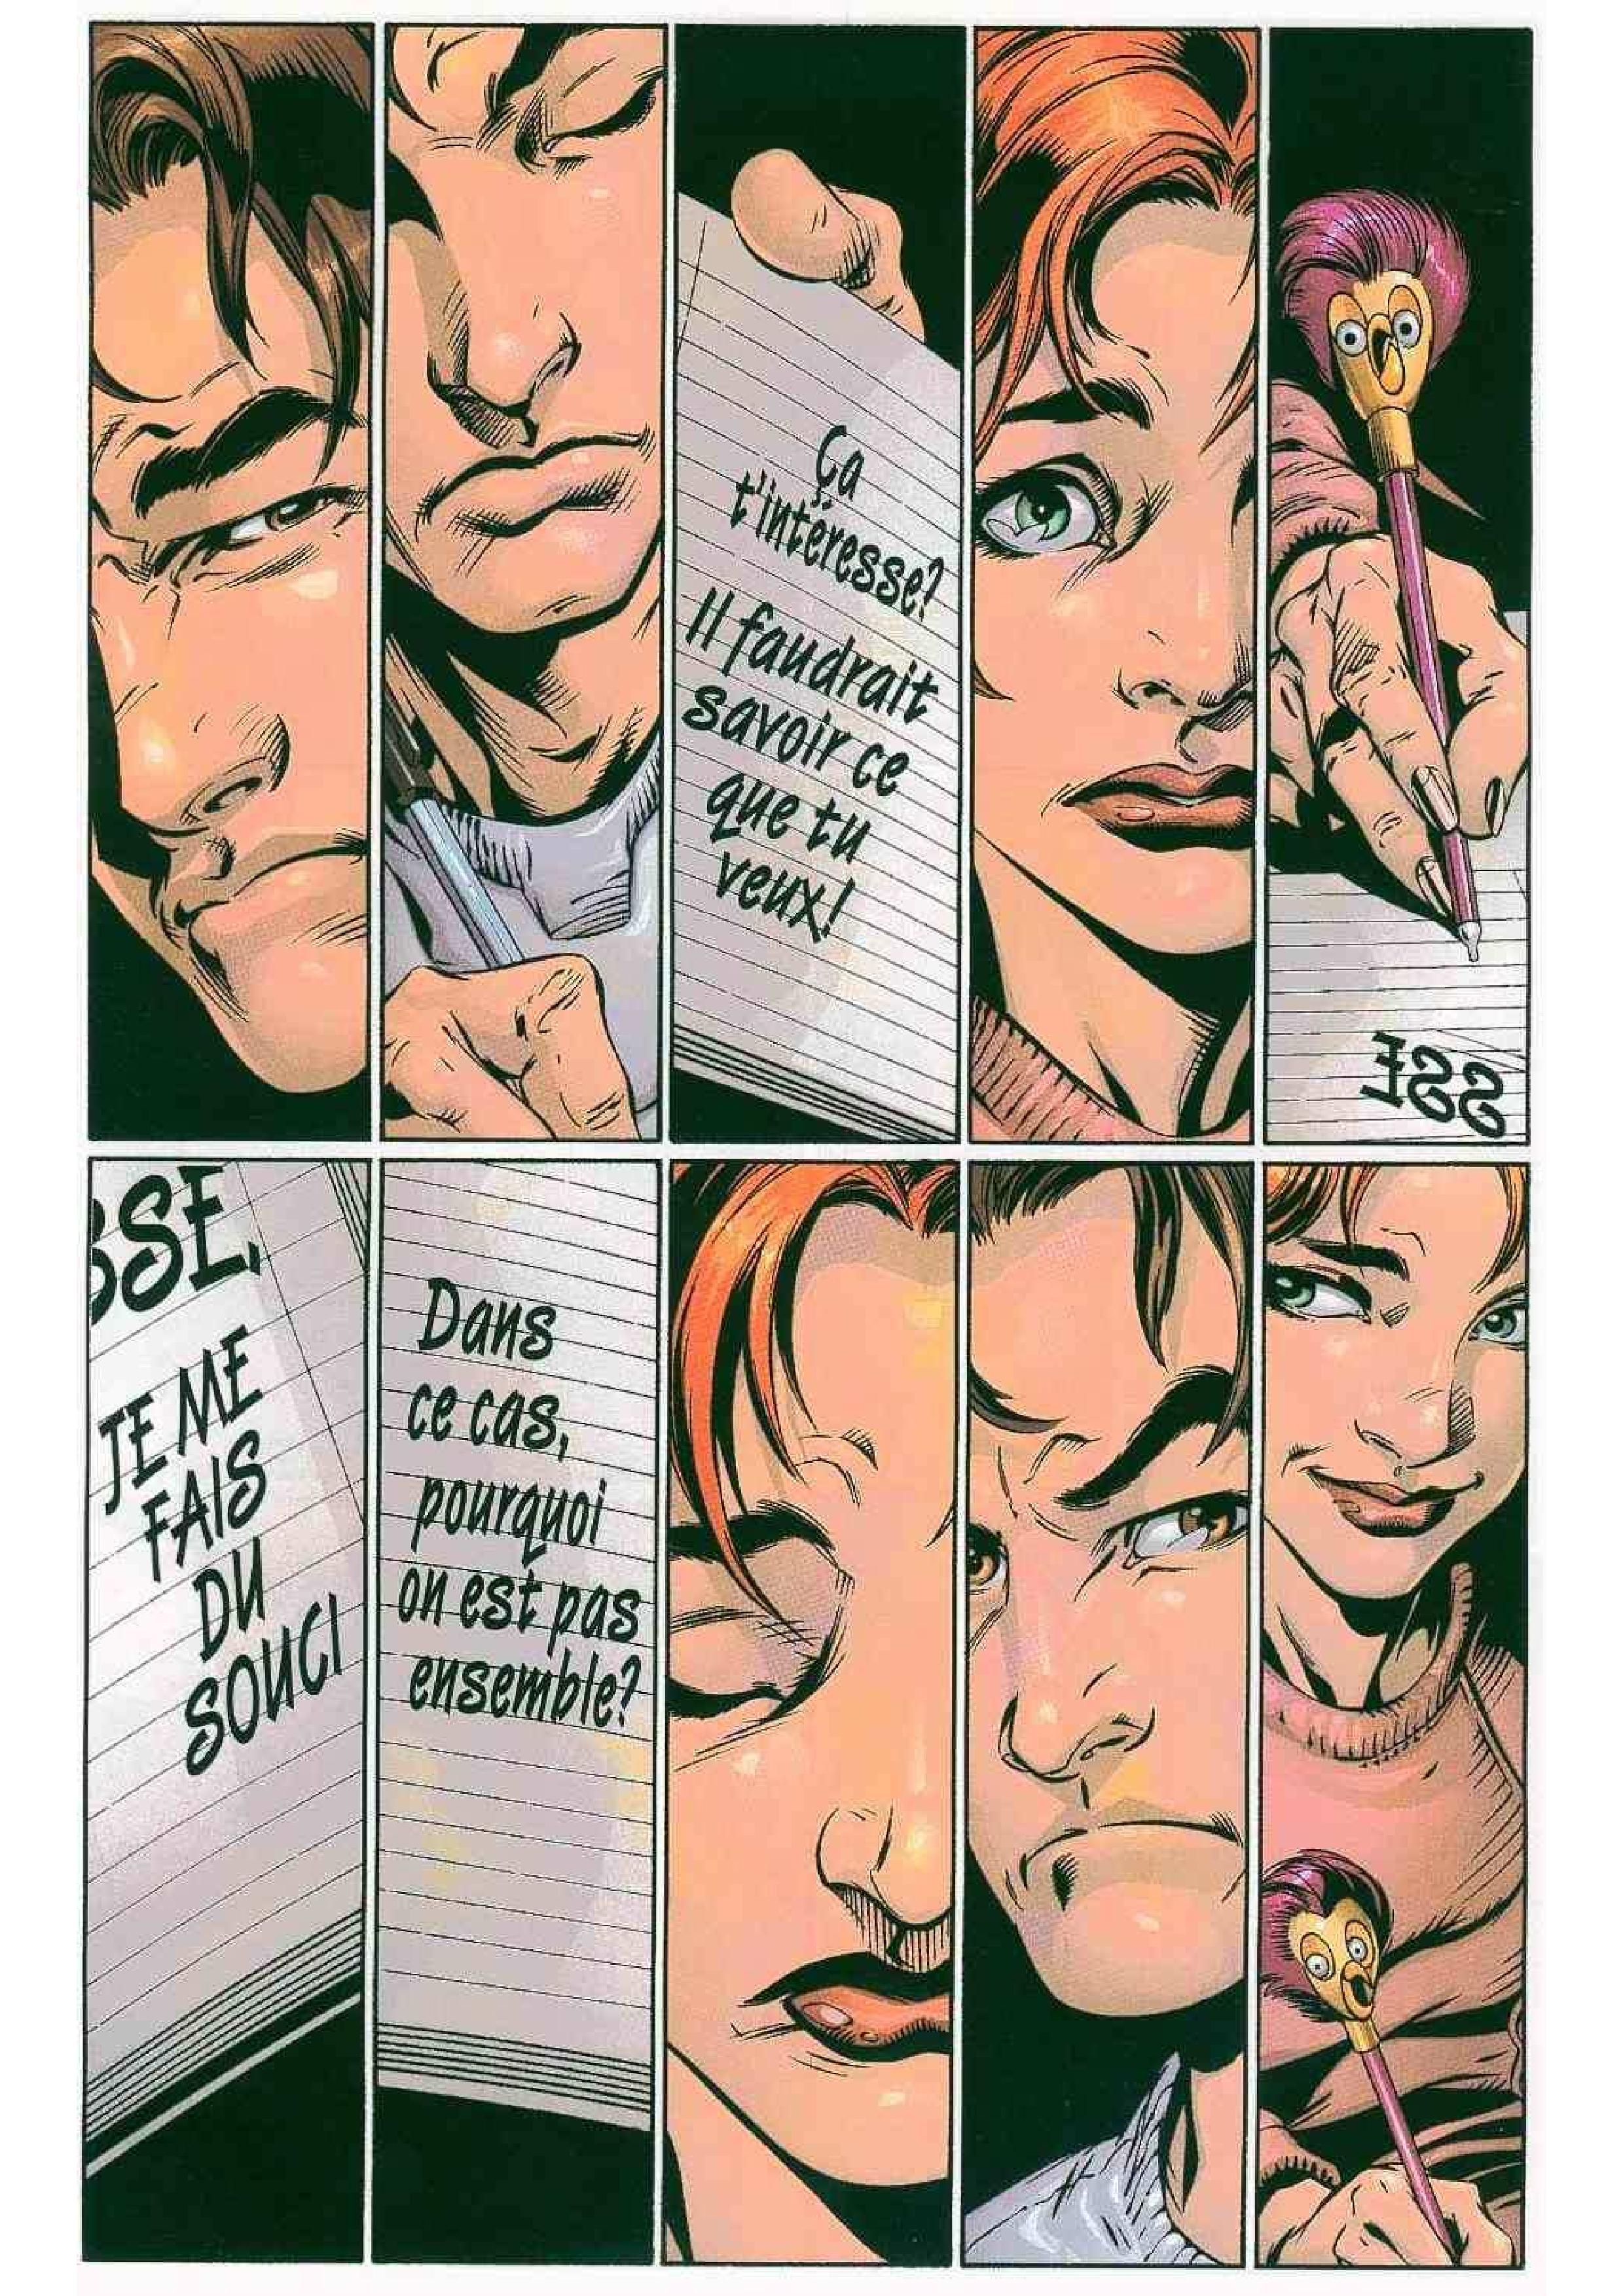 Ça
t'intéresse?
Il faudrait
savoir ce
que tu
veux!
SSE
SSE.
JE ME
FAIS
DU
SOUCI
Dans
ce cas,
pourquoi
on est pas
ensemble?